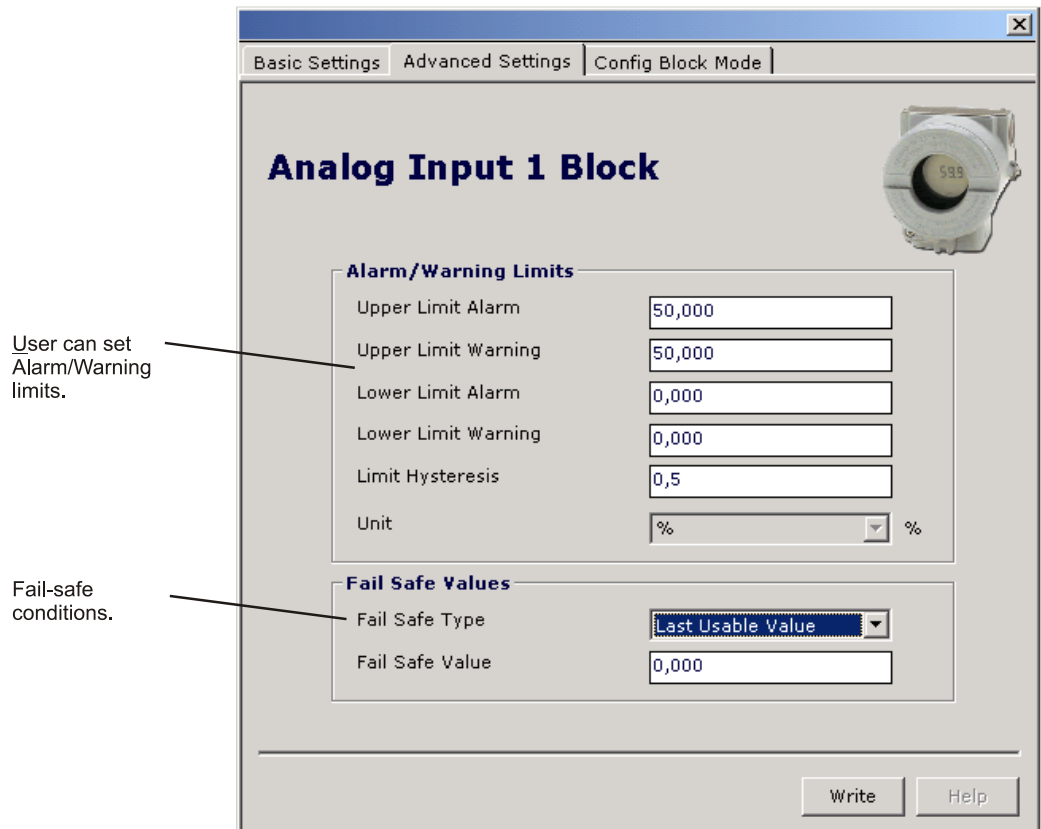 Basic Settings Advanced Settings Config Block Mode
Analog Input 1 Block
59.9
Alarm/Warning Limits
Upper Limit Alarm 50,000
Upper Limit Warning 50,000
Lower Limit Alarm 0,000
Lower Limit Warning 0,000
Limit Hysteresis 0,5
Unit % %
User can set
Alarm/Warning
limits.
Fail Safe Values
Fail Safe Type Last Usable Value
Fail Safe Value 0,000
Fail-safe
conditions.
Write Help